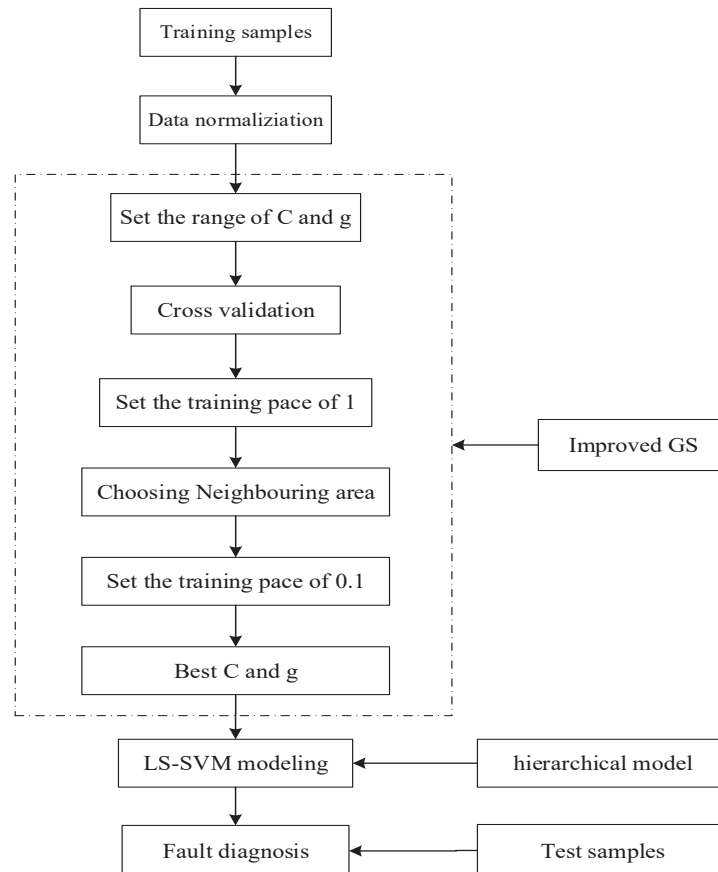 Training samples
Data normaliziation
Set the range of C and g
Cross validation
Set the training pace of 1
Improved GS
Choosing Neighbouring area
Set the training pace of 0.1
Best C and g
LS-SVM modeling
hierarchical model
Fault diagnosis
Test samples